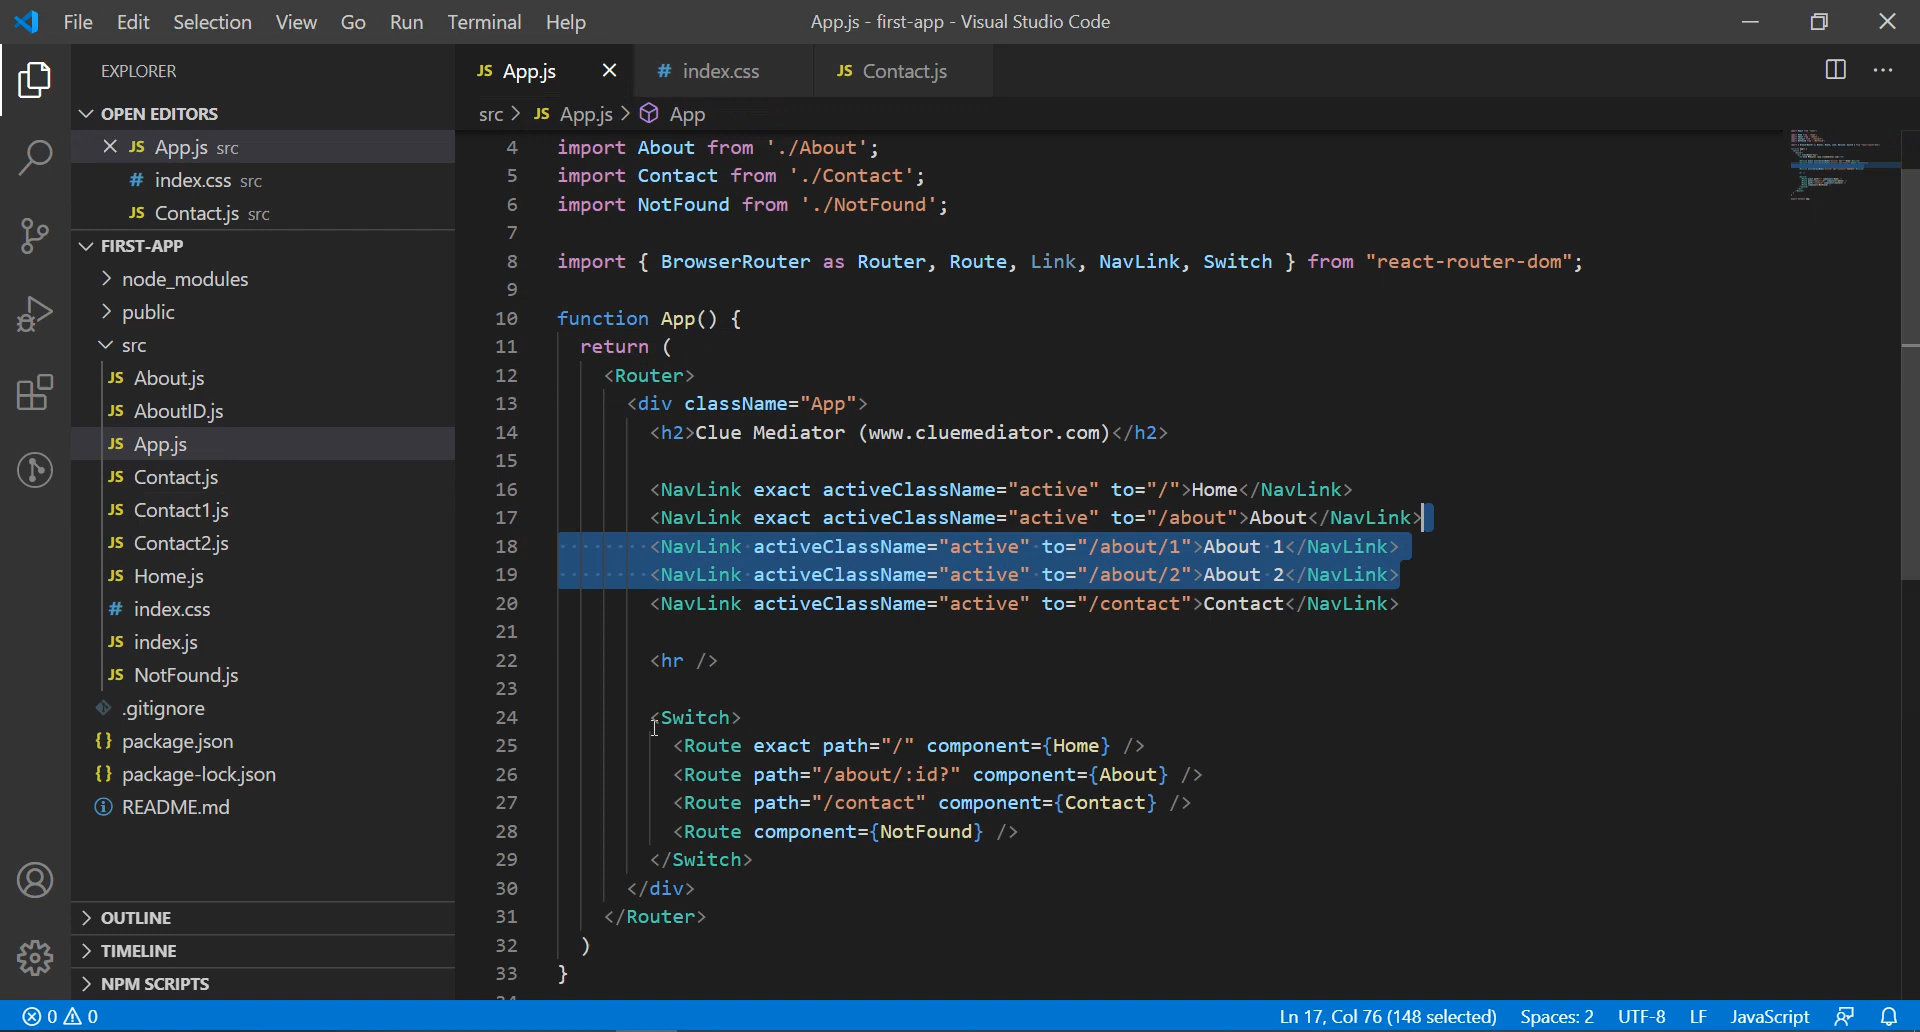 File Edit Selection View Go Run Terminal Help
App.js - first-app - Visual Studio Code
EXPLORER
OPEN EDITORS
JS App.js src
# index.css src
JS Contact.js src
FIRST-APP
node_modules
public
src
JS About.js
JS AboutID.js
JS App.js
JS Contact.js
JS Contact1.js
JS Contact2.js
JS Home.js
# index.css
JS index.js
JS NotFound.js
.gitignore
{} package.json
{} package-lock.json
README.md
OUTLINE
TIMELINE
NPM SCRIPTS
JS App.js # index.css JS Contact.js
src > JS App.js > App
4 import About from './About';
5 import Contact from './Contact';
6 import NotFound from './NotFound';
7
8 import { BrowserRouter as Router, Route, Link, NavLink, Switch } from "react-router-dom";
9
10 function App() {
11 return (
12 <Router>
13 <div className="App">
14 <h2>Clue Mediator (www.cluemediator.com)</h2>
15
16 <NavLink exact activeClassName="active" to="/">Home</NavLink>
17 <NavLink exact activeClassName="active" to="/about">About</NavLink>
18 <NavLink activeClassName="active" to="/about/1">About 1</NavLink>
19 <NavLink activeClassName="active" to="/about/2">About 2</NavLink>
20 <NavLink activeClassName="active" to="/contact">Contact</NavLink>
21
22 <hr />
23
24 <Switch>
25 <Route exact path="/" component={Home} />
26 <Route path="/about/:id?" component={About} />
27 <Route path="/contact" component={Contact} />
28 <Route component={NotFound} />
29 </Switch>
30 </div>
31 </Router>
32 )
33 }
0 0
Ln 17, Col 76 (148 selected) Spaces: 2 UTF-8 LF JavaScript